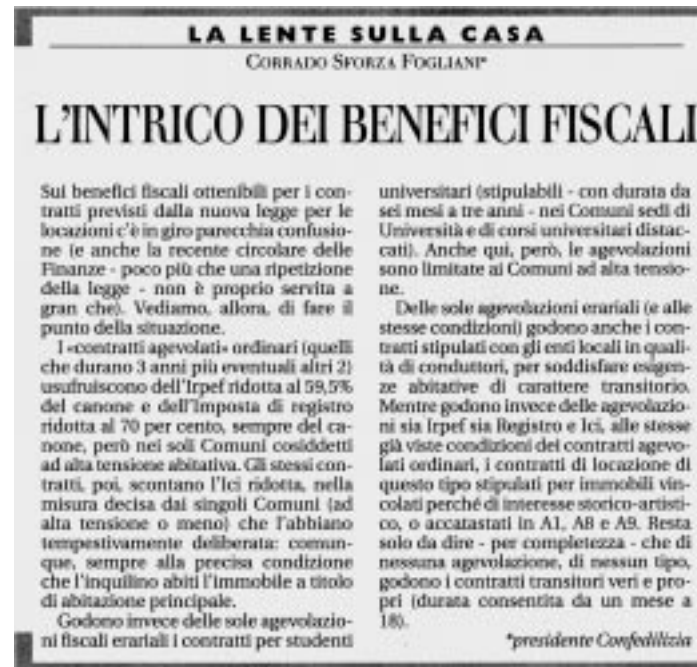 LA LENTE SULLA CASA
CORRADO SFORZA FOGLIANI*
L'INTRICO DEI BENEFICI FISCALI
Sui benefici fiscali ottenibili per i con-
tratti previsti dalla nuova legge per le
locazioni c'è in giro parecchia confusio-
ne (e anche la recente circolare delle
Finanze - poco più che una ripetizione
della legge - non è proprio servita a
gran che). Vediamo, allora, di fare il
punto della situazione.
I «contratti agevolati» ordinari (quelli
che durano 3 anni più eventuali altri 2)
usufruiscono dell'Irpef ridotta al 59,5%
del canone e dell'Imposta di registro
ridotta al 70 per cento, sempre del ca-
none, però nei soli Comuni cosiddetti
ad alta tensione abitativa. Gli stessi con-
tratti, poi, scontano l'Ici ridotta, nella
misura decisa dai singoli Comuni (ad
alta tensione o meno) che l'abbiano
tempestivamente deliberata: comun-
que, sempre alla precisa condizione
che l'inquilino abiti l'immobile a titolo
di abitazione principale.
Godono invece delle sole agevolazio-
ni fiscali erariali i contratti per studenti
universitari (stipulabili - con durata da
sei mesi a tre anni - nei Comuni sedi di
Università e di corsi universitari distac-
cati). Anche qui, però, le agevolazioni
sono limitate ai Comuni ad alta tensio-
ne.
Delle sole agevolazioni erariali (e alle
stesse condizioni) godono anche i con-
tratti stipulati con gli enti locali in quali-
tà di conduttori, per soddisfare esigen-
ze abitative di carattere transitorio.
Mentre godono invece delle agevolazio-
ni sia Irpef sia Registro e Ici, alle stesse
già viste condizioni dei contratti agevo-
lati ordinari, i contratti di locazione di
questo tipo stipulati per immobili vin-
colati perché di interesse storico-artisti-
co, o accatastati in A1, A8 e A9. Resta
solo da dire - per completezza - che di
nessuna agevolazione, di nessun tipo,
godono i contratti transitori veri e pro-
pri (durata consentita da un mese a
18).
*presidente Confedilizia